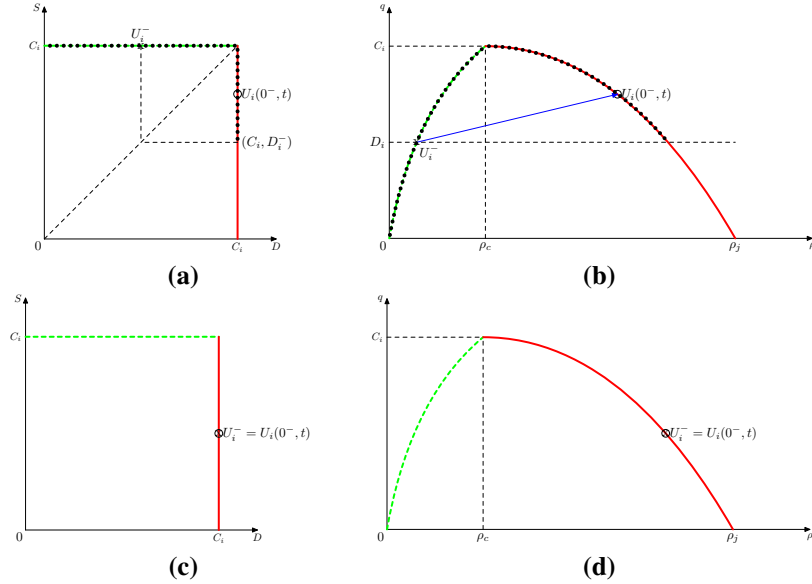 S
C_i
U_i^-
U_i(0^-, t)
(C_i, D_i^-)
0
C_i
D
(a)
q
C_i
U_i(0^-, t)
D_i
U_i^-
0
ρ_c
ρ_j
(b)
S
C_i
U_i^- = U_i(0^-, t)
0
C_i
D
(c)
q
C_i
U_i^- = U_i(0^-, t)
0
ρ_c
ρ_j
(d)